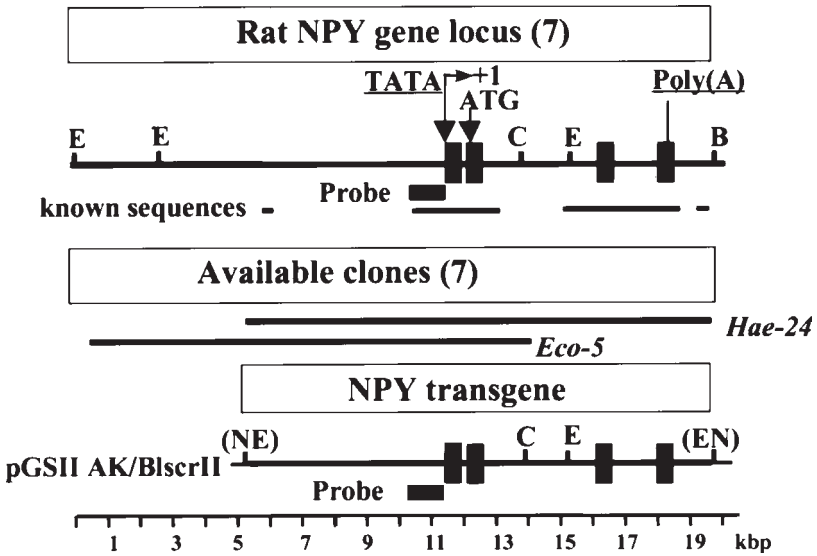 Rat NPY gene locus (7)
TATA +1
ATG
Poly(A)
E E C E B
Probe
known sequences
Available clones (7)
Hae-24
Eco-5
NPY transgene
(NE) C E (EN)
pGSII AK/BlscrII
Probe
1 3 5 7 9 11 13 15 17 19 kbp